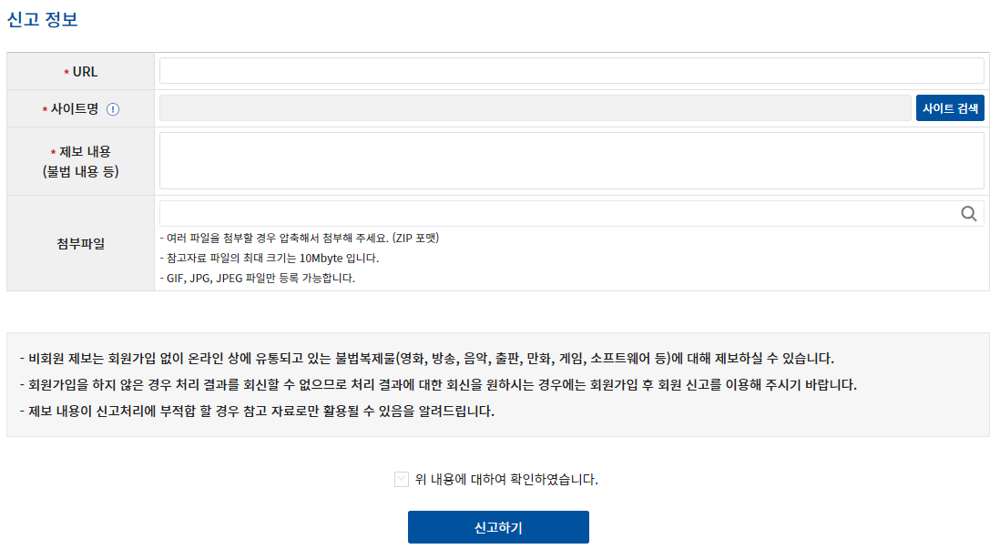 신고 정보
* URL
* 사이트명
사이트 검색
* 제보 내용
(불법 내용 등)
첨부파일
- 여러 파일을 첨부할 경우 압축해서 첨부해 주세요. (ZIP 포맷)
- 참고자료 파일의 최대 크기는 10Mbyte 입니다.
- GIF, JPG, JPEG 파일만 등록 가능합니다.
- 비회원 제보는 회원가입 없이 온라인 상에 유통되고 있는 불법복제물(영화, 방송, 음악, 출판, 만화, 게임, 소프트웨어 등)에 대해 제보하실 수 있습니다.
- 회원가입을 하지 않은 경우 처리 결과를 회신할 수 없으므로 처리 결과에 대한 회신을 원하시는 경우에는 회원가입 후 회원 신고를 이용해 주시기 바랍니다.
- 제보 내용이 신고처리에 부적합 할 경우 참고 자료로만 활용될 수 있음을 알려드립니다.
위 내용에 대하여 확인하였습니다.
신고하기